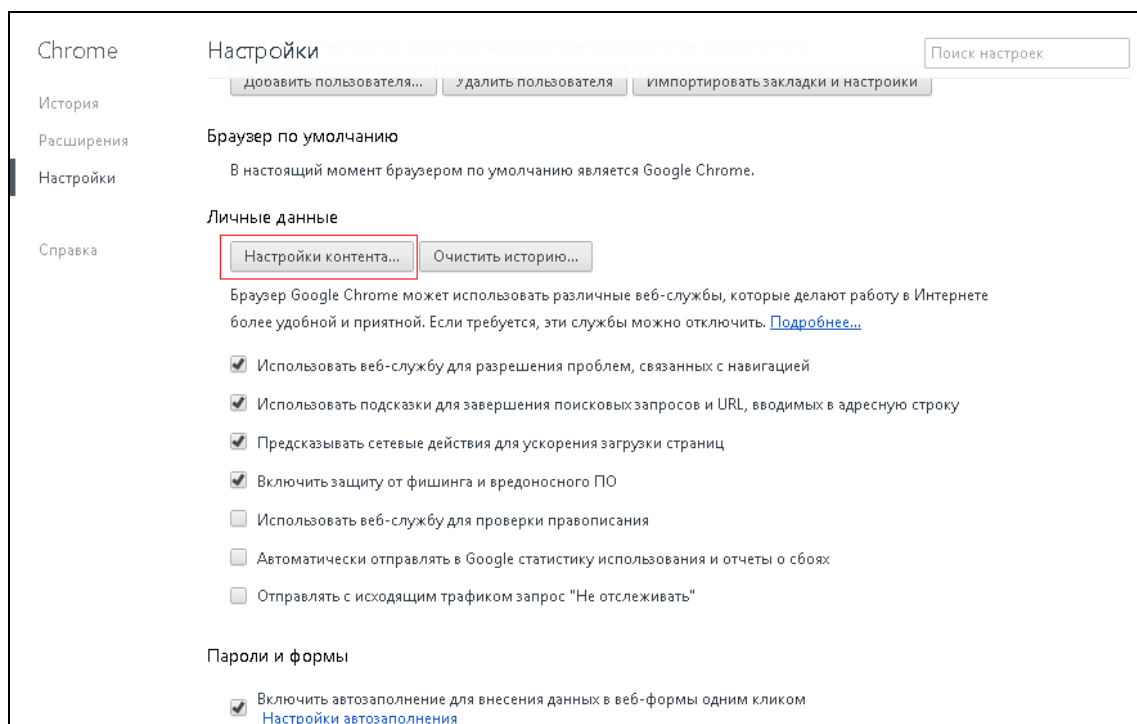 Chrome
Настройки
Поиск настроек
Добавить пользователя...
Удалить пользователя
Импортировать закладки и настройки
История
Расширения
Настройки
Справка
Браузер по умолчанию
В настоящий момент браузером по умолчанию является Google Chrome.
Личные данные
Настройки контента...
Очистить историю...
Браузер Google Chrome может использовать различные веб-службы, которые делают работу в Интернете
более удобной и приятной. Если требуется, эти службы можно отключить. Подробнее...
Использовать веб-службу для разрешения проблем, связанных с навигацией
Использовать подсказки для завершения поисковых запросов и URL, вводимых в адресную строку
Предсказывать сетевые действия для ускорения загрузки страниц
Включить защиту от фишинга и вредоносного ПО
Использовать веб-службу для проверки правописания
Автоматически отправлять в Google статистику использования и отчеты о сбоях
Отправлять с исходящим трафиком запрос "Не отслеживать"
Пароли и формы
Включить автозаполнение для внесения данных в веб-формы одним кликом
Настройки автозаполнения